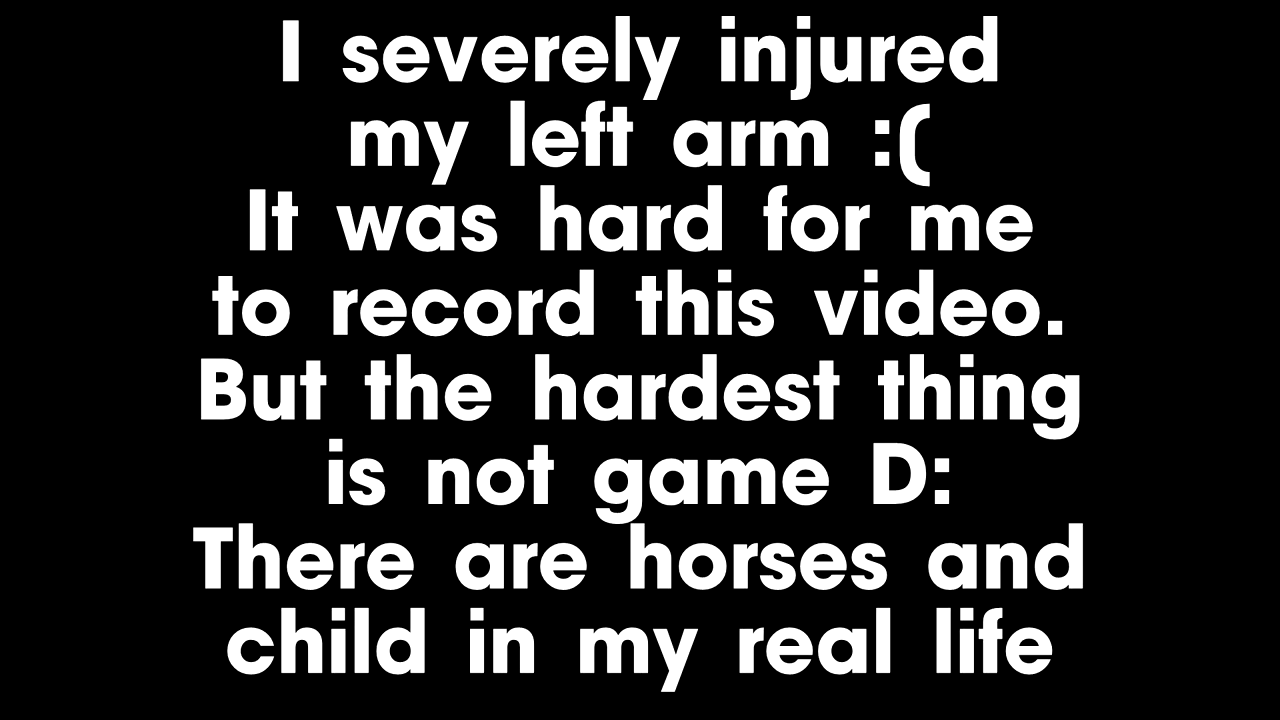 I severely injured
my left arm :(
It was hard for me
to record this video.
But the hardest thing
is not game D:
There are horses and
child in my real life